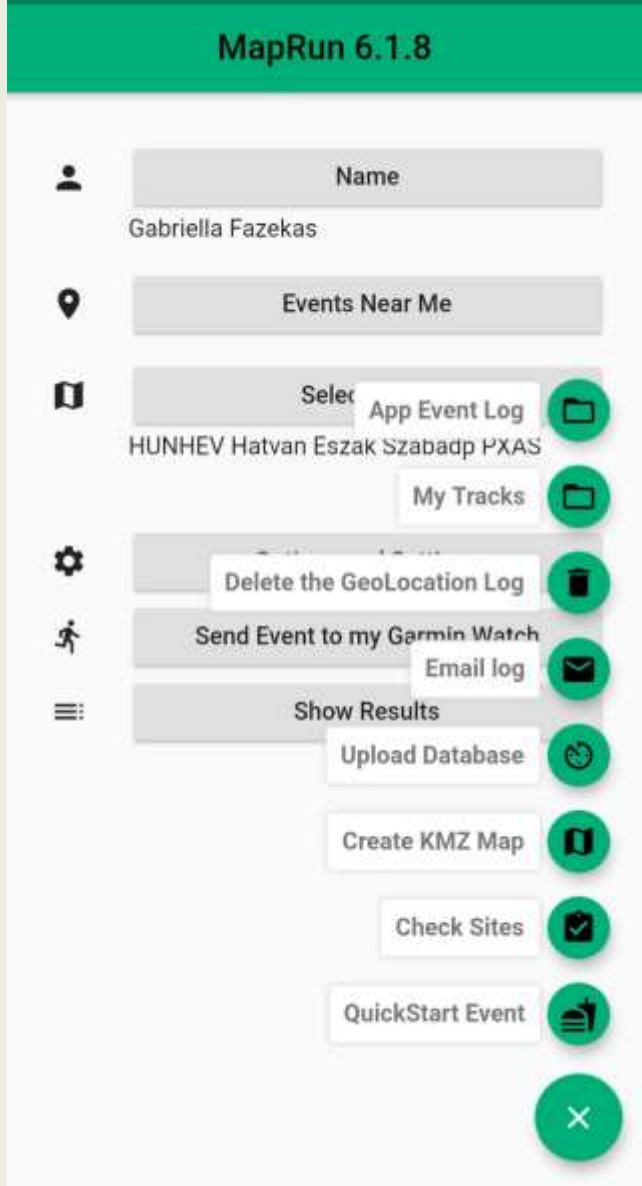 MapRun 6.1.8
Name
Gabriella Fazekas
Events Near Me
Selec
App Event Log
HUNHEV Hatvan Eszak Szabadp PXAS
My Tracks
Delete the GeoLocation Log
Send Event to my Garmin Watch
Email log
Show Results
Upload Database
Create KMZ Map
Check Sites
QuickStart Event